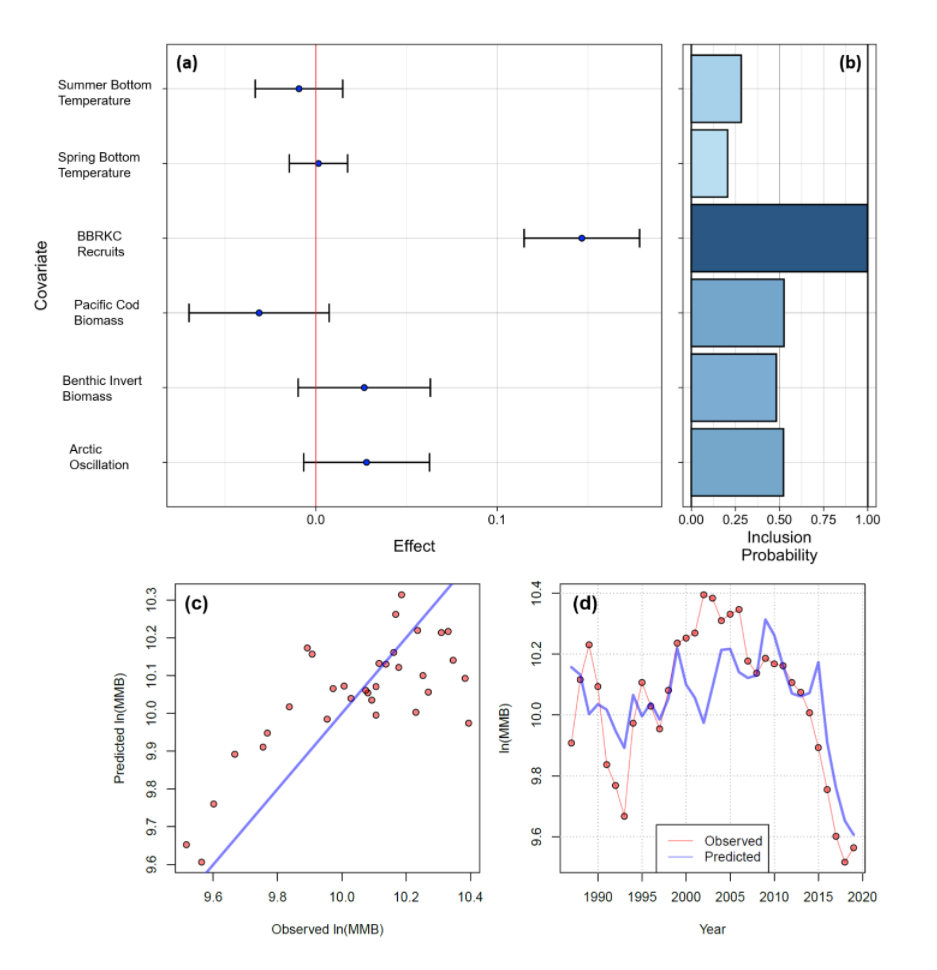 (a)
(b)
Summer Bottom
Temperature
Spring Bottom
Temperature
BBRKC
Recruits
Pacific Cod
Biomass
Benthic Invert
Biomass
Arctic
Oscillation
Covariate
0.0
0.1
Effect
0.00
0.25
0.50
0.75
1.00
Inclusion
Probability
(c)
10.3
10.2
10.1
10.0
9.9
9.8
9.7
9.6
Predicted ln(MMB)
9.6
9.8
10.0
10.2
10.4
Observed ln(MMB)
(d)
10.4
10.2
10.0
9.8
9.6
ln(MMB)
Observed
Predicted
1990
1995
2000
2005
2010
2015
2020
Year